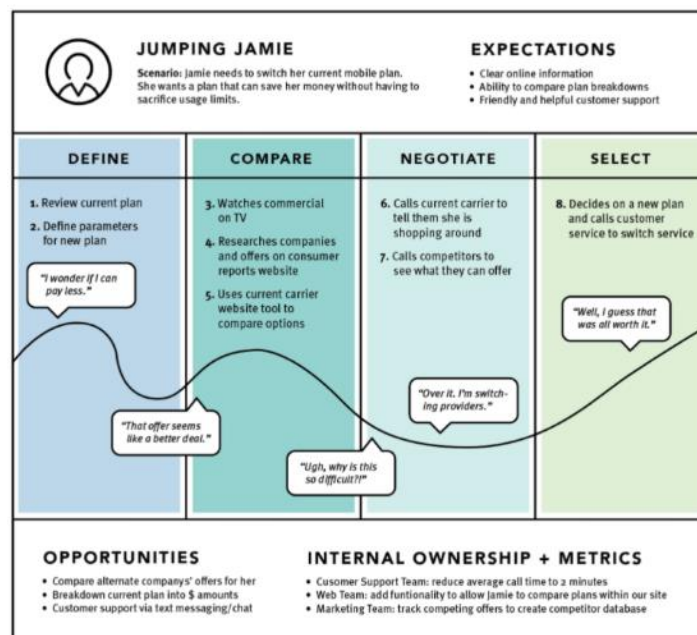 JUMPING JAMIE
Scenario: Jamie needs to switch her current mobile plan.
She wants a plan that can save her money without having to
sacrifice usage limits.
EXPECTATIONS
• Clear online information
• Ability to compare plan breakdowns
• Friendly and helpful customer support
DEFINE
1. Review current plan
2. Define parameters
for new plan
"I wonder if I can
pay less."
"That offer seems
like a better deal."
COMPARE
3. Watches commercial
on TV
4. Researches companies
and offers on consumer
reports website
5. Uses current carrier
website tool to
compare options
"Ugh, why is this
so difficult?!"
NEGOTIATE
6. Calls current carrier to
tell them she is
shopping around
7. Calls competitors to
see what they can offer
"Over it. I'm switch-
ing providers."
SELECT
8. Decides on a new plan
and calls customer
service to switch service
"Well, I guess that
was all worth it."
OPPORTUNITIES
• Compare alternate companys' offers for her
• Breakdown current plan into $ amounts
• Customer support via text messaging/chat
INTERNAL OWNERSHIP + METRICS
• Cusomer Support Team: reduce average call time to 2 minutes
• Web Team: add funtionality to allow Jamie to compare plans within our site
• Marketing Team: track competing offers to create competitor database